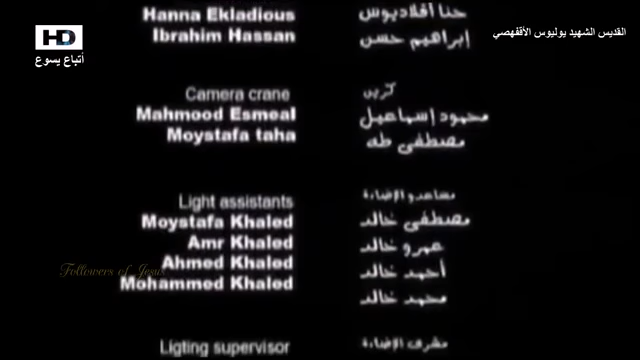 Hanna Ekladious حنا اقلاديوس
Ibrahim Hassan إبراهيم حسن
HD
أتباع يسوع
القديس الشهيد يوليوس الأقفهصي
Camera crane كرين
Mahmood Esmeal محمود إسماعيل
Moystafa taha مصطفى طه
Light assistants مساعدو الإضاءة
Moystafa Khaled مصطفى خالد
Amr Khaled عمرو خالد
Ahmed Khaled أحمد خالد
Mohammed Khaled محمد خالد
Followers of Jesus
Ligting supervisor مشرف الإضاءة